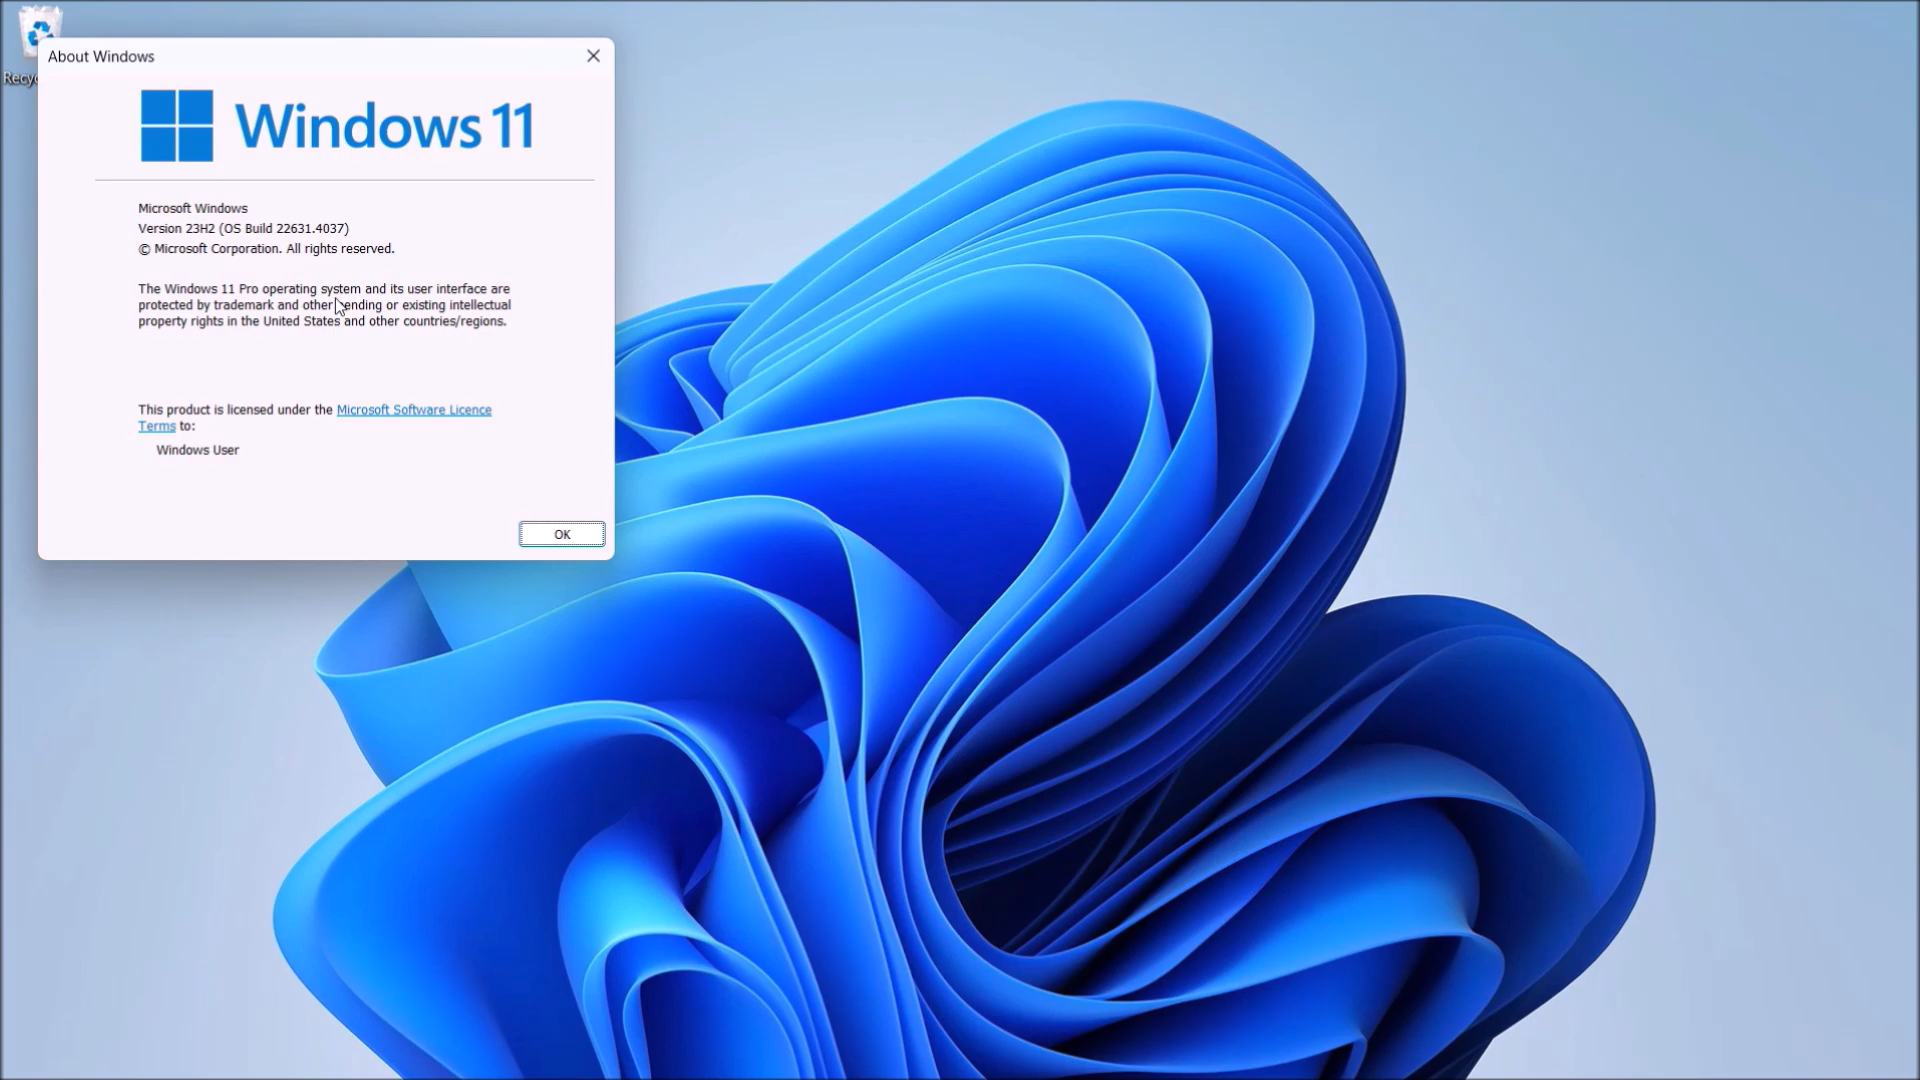 About Windows
Recyc
Windows 11
Microsoft Windows
Version 23H2 (OS Build 22631.4037)
© Microsoft Corporation. All rights reserved.
The Windows 11 Pro operating system and its user interface are
protected by trademark and other pending or existing intellectual
property rights in the United States and other countries/regions.
This product is licensed under the Microsoft Software Licence
Terms to:
Windows User
OK